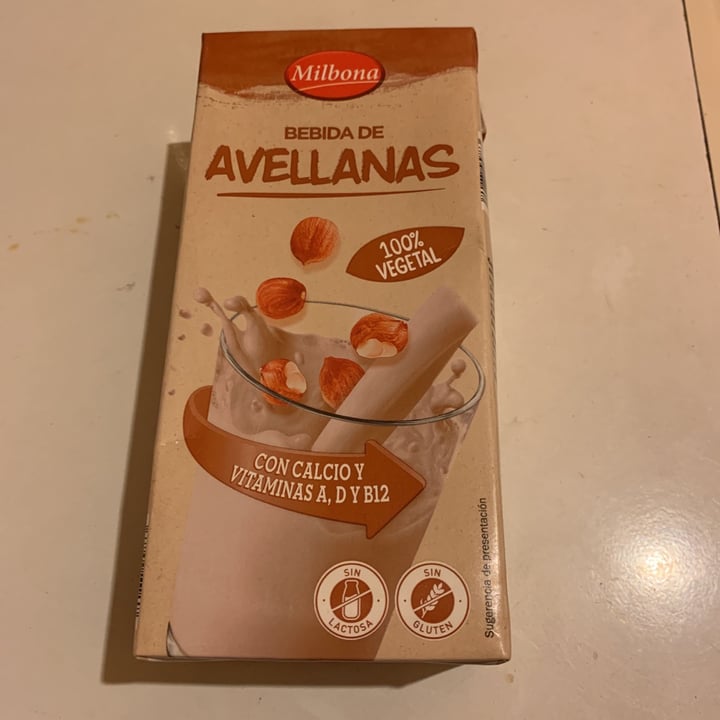 Milbona
BEBIDA DE
AVELLANAS
100%
VEGETAL
CON CALCIO Y
VITAMINAS A, D Y B12
SIN
LACTOSA
SIN
GLUTEN
Sugerencia de presentación